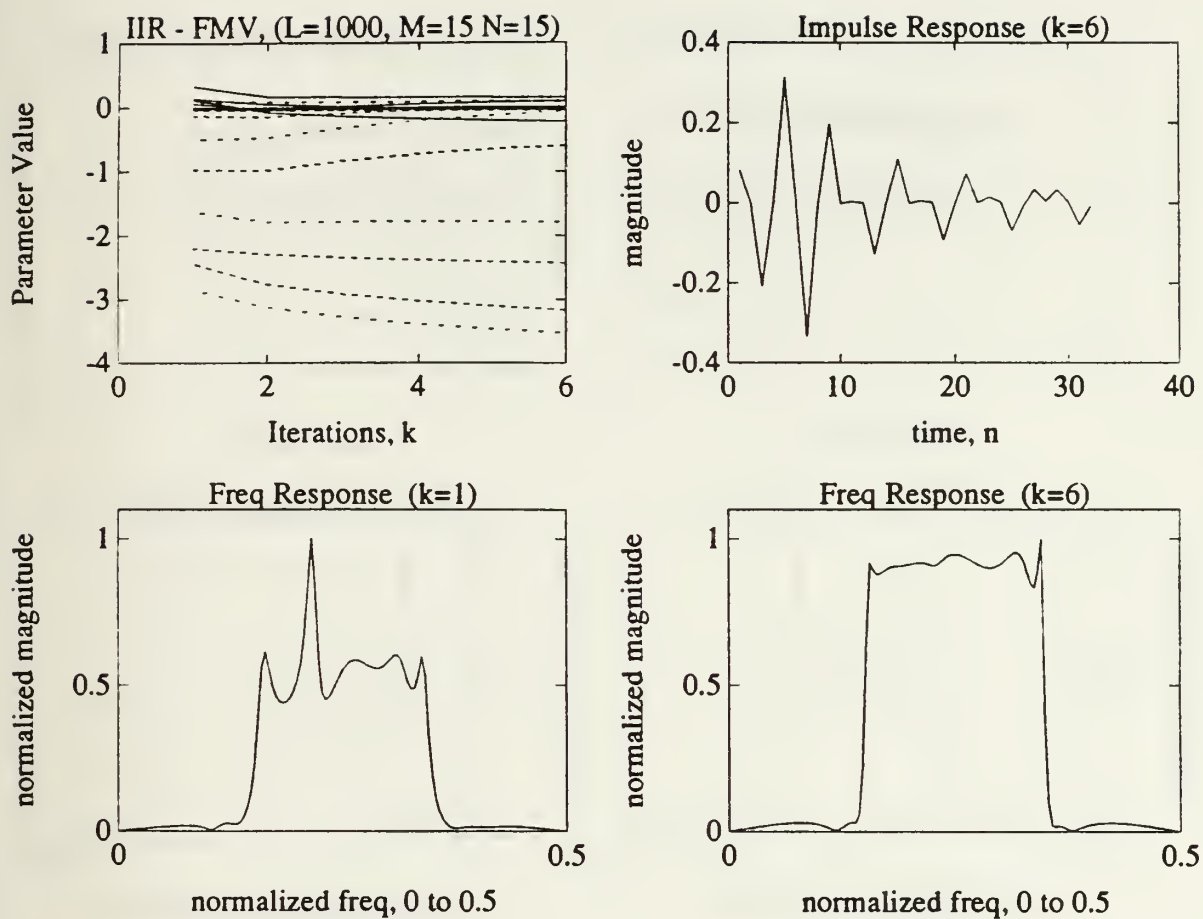 IIR - FMV, (L=1000, M=15 N=15)
1
0
-1
-2
-3
-4
0
2
4
6
Parameter Value
Iterations, k
Impulse Response (k=6)
0.4
0.2
0
-0.2
-0.4
0
10
20
30
40
magnitude
time, n
Freq Response (k=1)
1
0.5
0
0
0.5
normalized magnitude
normalized freq, 0 to 0.5
Freq Response (k=6)
1
0.5
0
0
0.5
normalized magnitude
normalized freq, 0 to 0.5